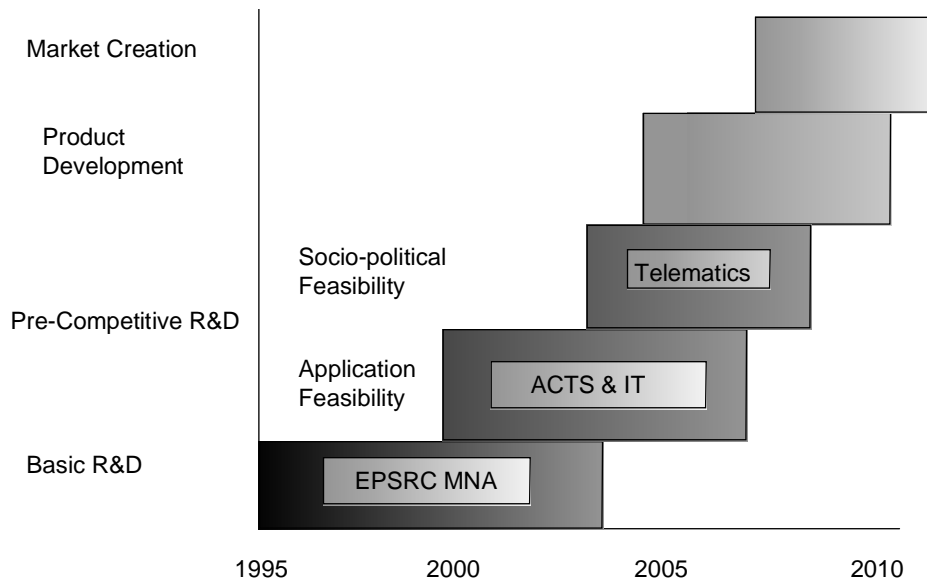 Market Creation
Product
Development
Socio-political
Feasibility
Telematics
Pre-Competitive R&D
Application
Feasibility
ACTS & IT
Basic R&D
EPSRC MNA
1995 2000 2005 2010